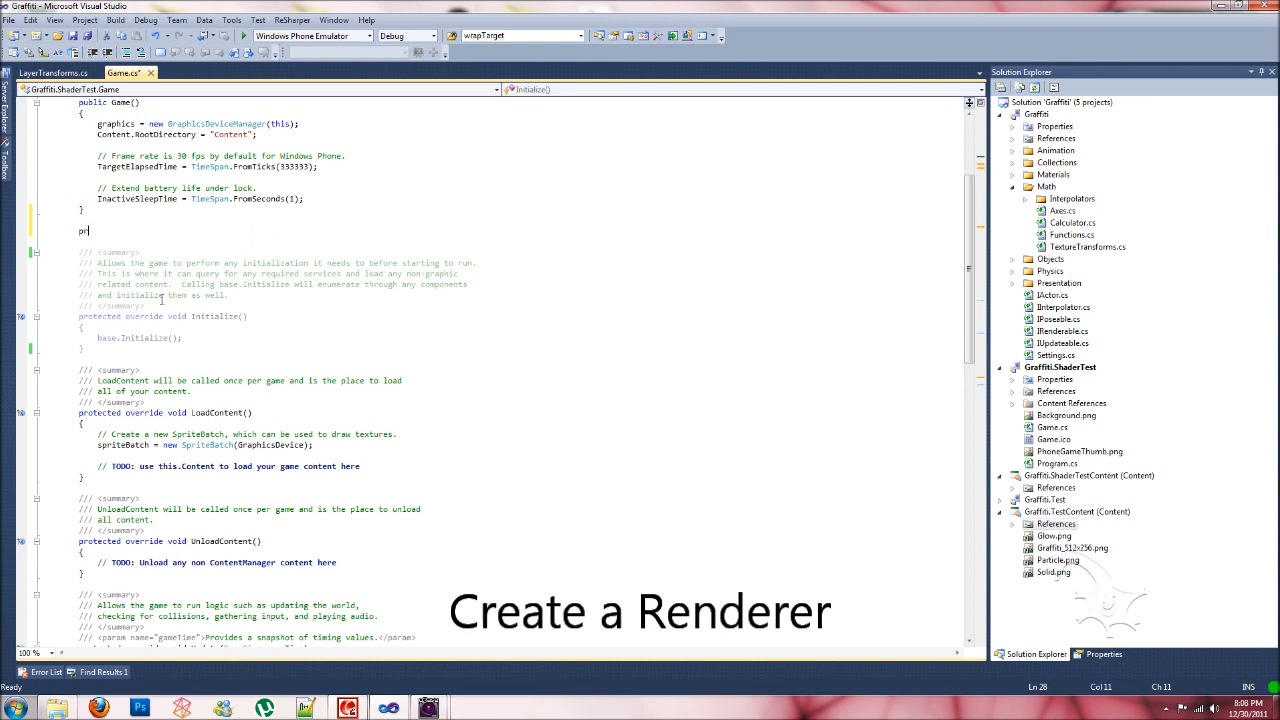 Graffiti - Microsoft Visual Studio
File Edit View Project Build Debug Team Data Tools Test ReSharper Window Help
Windows Phone Emulator Debug wrapTarget
LayerTransforms.cs Game.cs*
Graffiti.ShaderTest.Game Initialize()
public Game()
{
graphics = new GraphicsDeviceManager(this);
Content.RootDirectory = "Content";
// Frame rate is 30 fps by default for Windows Phone.
TargetElapsedTime = TimeSpan.FromTicks(333333);
// Extend battery life under lock.
InactiveSleepTime = TimeSpan.FromSeconds(1);
}
pr
/// <summary>
/// Allows the game to perform any initialization it needs to before starting to run.
/// This is where it can query for any required services and load any non-graphic
/// related content.  Calling base.Initialize will enumerate through any components
/// and initialize them as well.
/// </summary>
protected override void Initialize()
{
base.Initialize();
}
/// <summary>
/// LoadContent will be called once per game and is the place to load
/// all of your content.
/// </summary>
protected override void LoadContent()
{
// Create a new SpriteBatch, which can be used to draw textures.
spriteBatch = new SpriteBatch(GraphicsDevice);
// TODO: use this.Content to load your game content here
}
/// <summary>
/// UnloadContent will be called once per game and is the place to unload
/// all content.
/// </summary>
protected override void UnloadContent()
{
// TODO: Unload any non ContentManager content here
}
/// <summary>
/// Allows the game to run logic such as updating the world,
/// checking for collisions, gathering input, and playing audio.
/// </summary>
/// <param name="gameTime">Provides a snapshot of timing values.</param>
100 %
Error List Find Results 1
Ready
Server Explorer
Toolbox
Create a Renderer
Solution Explorer
Solution 'Graffiti' (5 projects)
Graffiti
Properties
References
Animation
Collections
Materials
Math
Interpolators
Axes.cs
Calculator.cs
Functions.cs
TextureTransforms.cs
Objects
Physics
Presentation
IActor.cs
IInterpolator.cs
IPoseable.cs
IRenderable.cs
IUpdateable.cs
Settings.cs
Graffiti.ShaderTest
Properties
References
Content References
Background.png
Game.cs
Game.ico
PhoneGameThumb.png
Program.cs
Graffiti.ShaderTestContent (Content)
References
Graffiti.Test
Graffiti.TestContent (Content)
References
Glow.png
Graffiti_512x256.png
Particle.png
Solid.png
Solution Explorer Properties
Ln 28 Col 11 Ch 11 INS
8:08 PM
12/30/2011